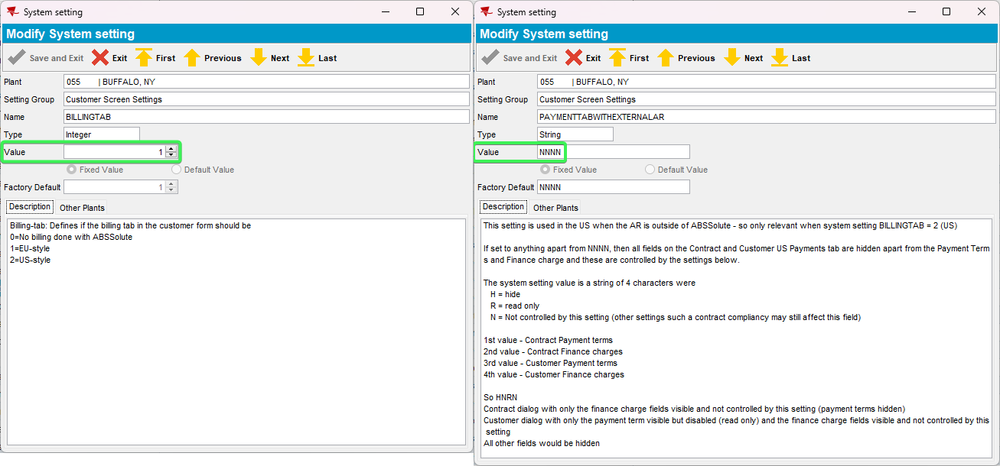 System setting
Modify System setting
Save and Exit Exit First Previous Next Last
Plant 055 | BUFFALO, NY
Setting Group Customer Screen Settings
Name BILLINGTAB
Type Integer
Value 1
Fixed Value Default Value
Factory Default 1
Description Other Plants
Billing-tab: Defines if the billing tab in the customer form should be
0=No billing done with ABSSolute
1=EU-style
2=US-style
System setting
Modify System setting
Save and Exit Exit First Previous Next Last
Plant 055 | BUFFALO, NY
Setting Group Customer Screen Settings
Name PAYMENTTABWITHEXTERNALAR
Type String
Value NNNN
Fixed Value Default Value
Factory Default NNNN
Description Other Plants
This setting is used in the US when the AR is outside of ABSSolute - so only relevant when system setting BILLINGTAB = 2 (US)
If set to anything apart from NNNN, then all fields on the Contract and Customer US Payments tab are hidden apart from the Payment Term
s and Finance charge and these are controlled by the settings below.
The system setting value is a string of 4 characters were
H = hide
R = read only
N = Not controlled by this setting (other settings such a contract compliancy may still affect this field)
1st value - Contract Payment terms
2nd value - Contract Finance charges
3rd value - Customer Payment terms
4th value - Customer Finance charges
So HNRN
Contract dialog with only the finance charge fields visible and not controlled by this setting (payment terms hidden)
Customer dialog with only the payment term visible but disabled (read only) and the finance charge fields visible and not controlled by this
setting
All other fields would be hidden